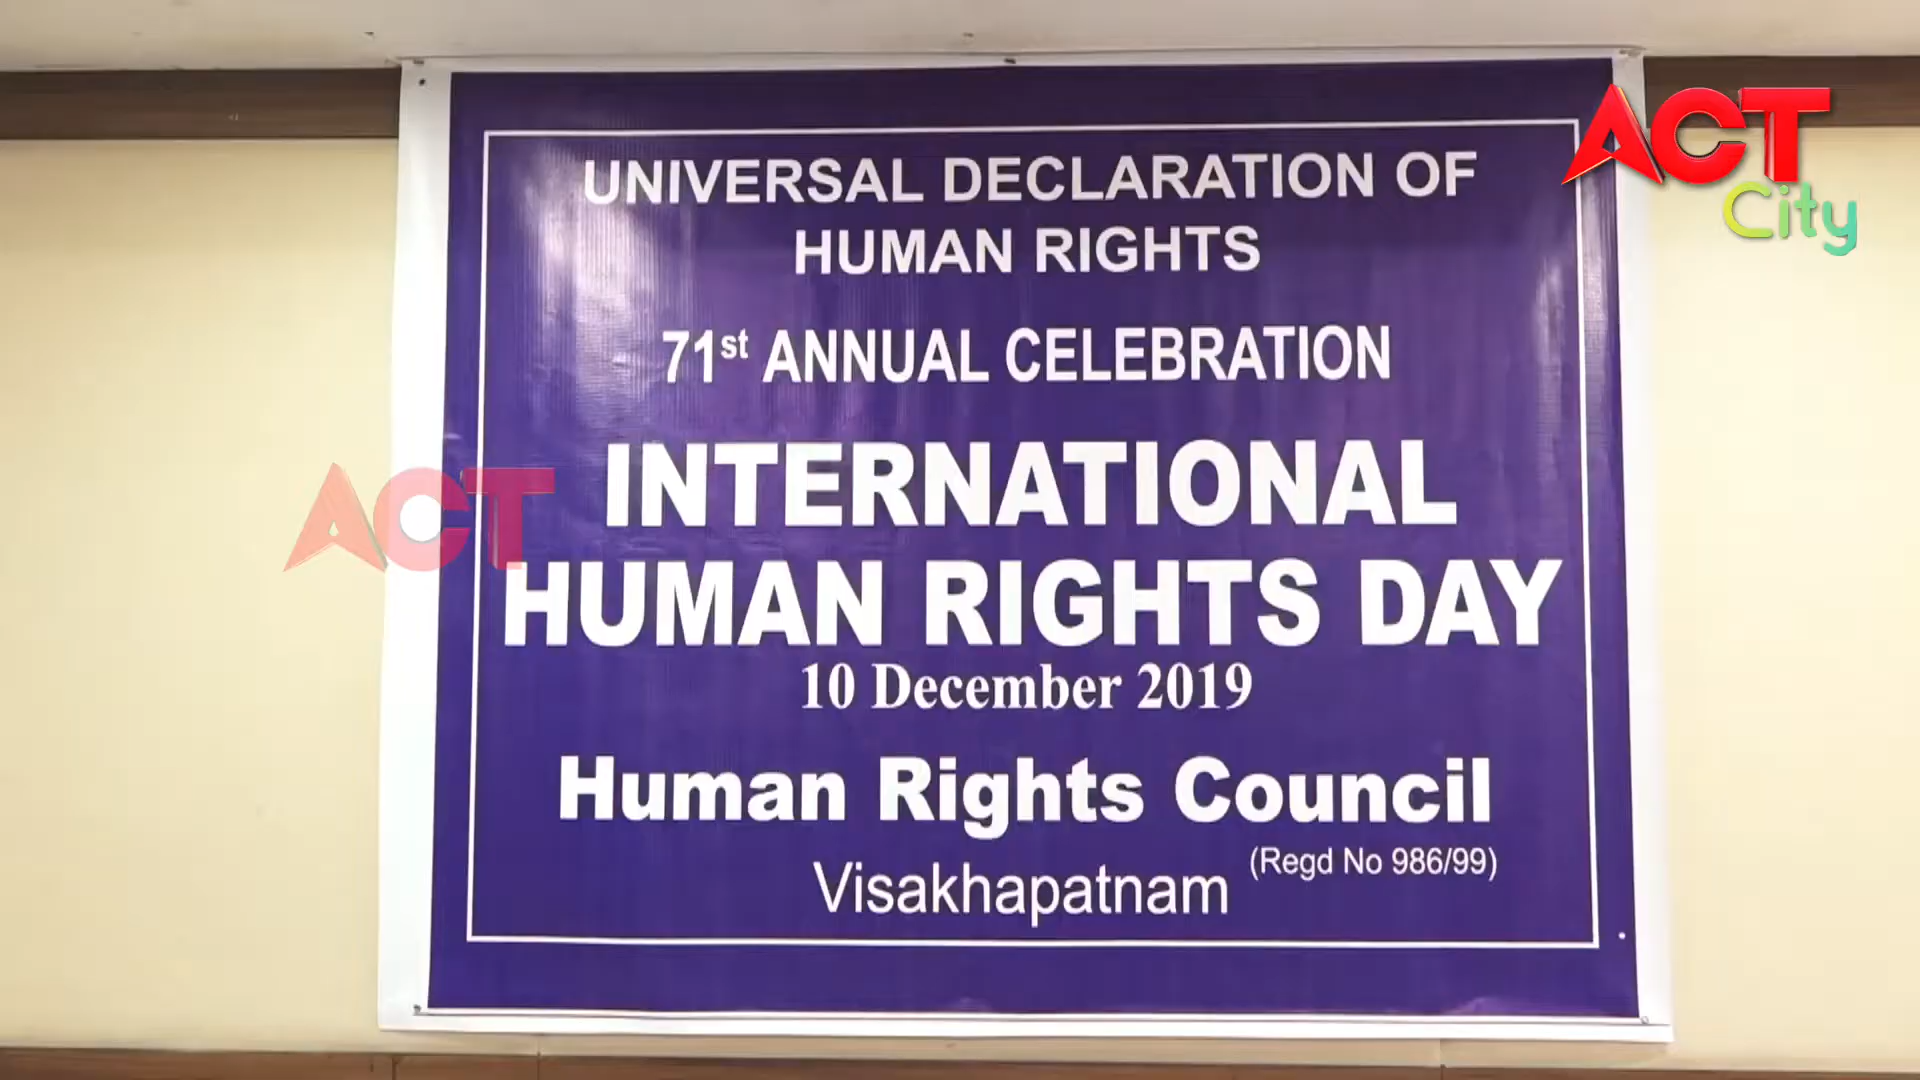 UNIVERSAL DECLARATION OF
HUMAN RIGHTS
71st ANNUAL CELEBRATION
INTERNATIONAL
HUMAN RIGHTS DAY
10 December 2019
Human Rights Council
(Regd No 986/99)
Visakhapatnam
ACT
City
ACT